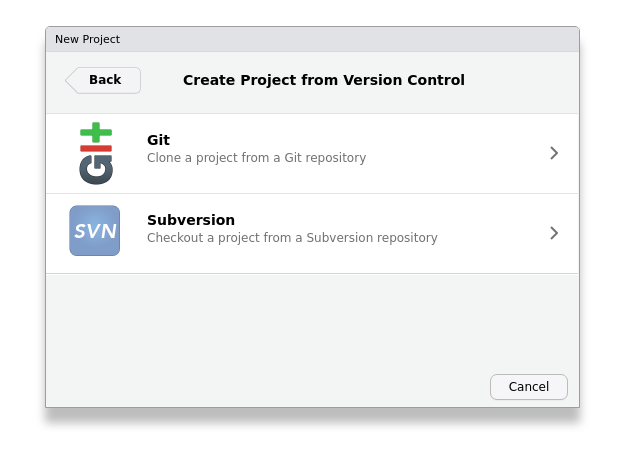 New Project
Back
Create Project from Version Control
Git
Clone a project from a Git repository
SVN
Subversion
Checkout a project from a Subversion repository
Cancel